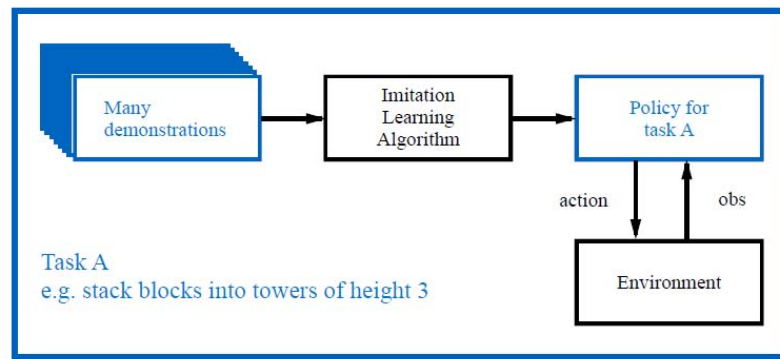 Many
demonstrations
Imitation
Learning
Algorithm
Policy for
task A
action
obs
Environment
Task A
e.g. stack blocks into towers of height 3